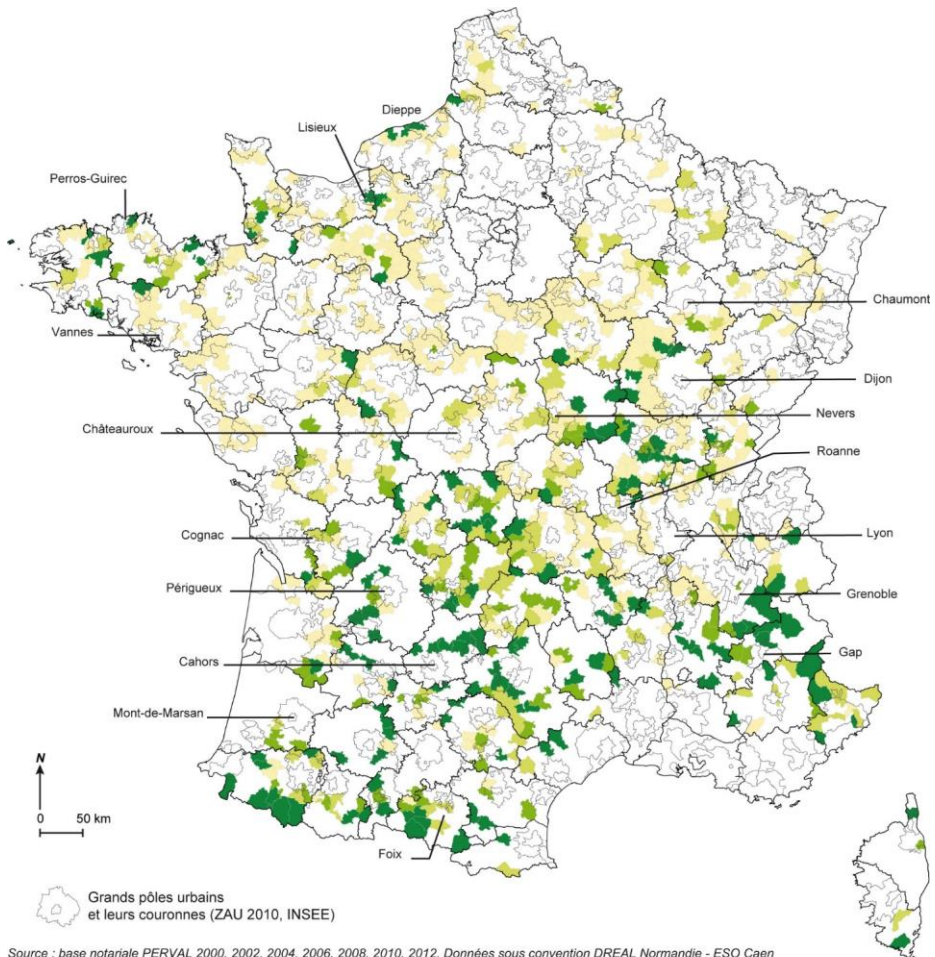 Dieppe
Lisieux
Perros-Guirec
Chaumont
Vannes
Dijon
Nevers
Châteauroux
Roanne
Cognac
Lyon
Périgueux
Grenoble
Gap
Cahors
Mont-de-Marsan
N
0 50 km
Foix
Grands pôles urbains
et leurs couronnes (ZAU 2010, INSEE)
Source : base notariale PERVAL 2000, 2002, 2004, 2006, 2008, 2010, 2012. Données sous convention DREAL Normandie - ESO Caen